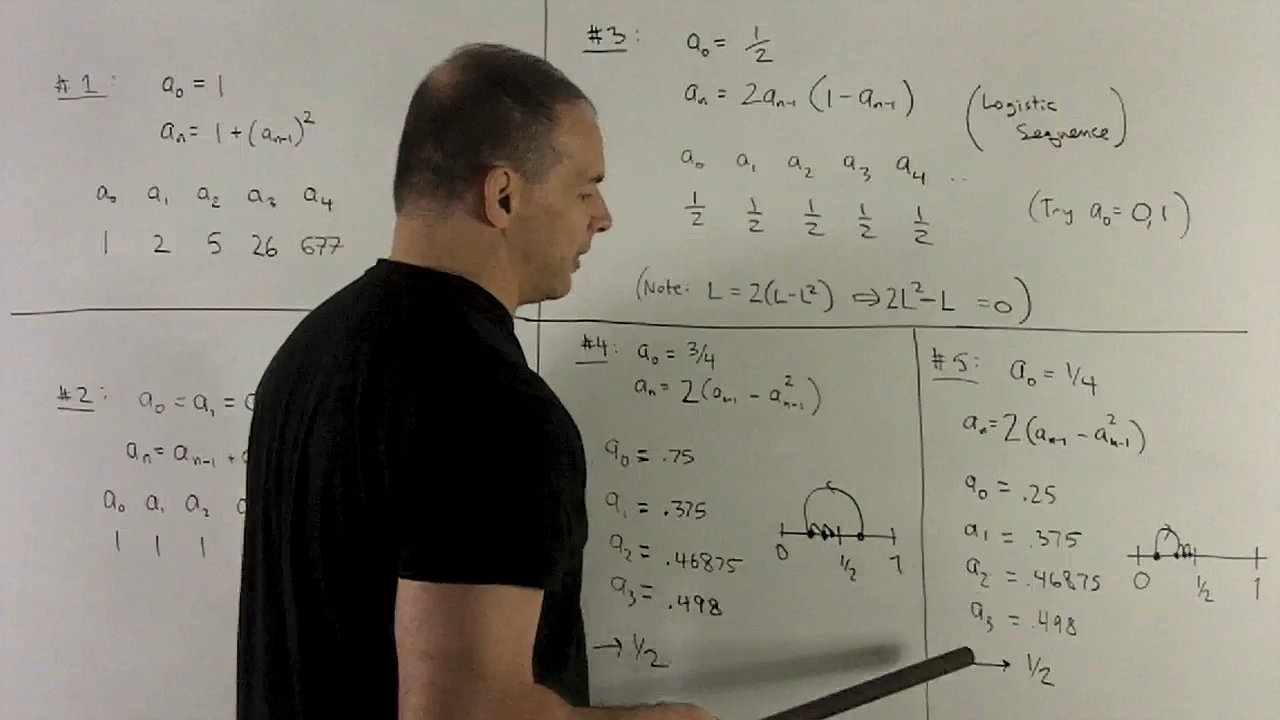 #1: a₀ = 1
aₙ = 1 + (aₙ₋₁)²
a₀ a₁ a₂ a₃ a₄
1 2 5 26 677
#2: a₀ = a₁ =
aₙ = aₙ₋₁ +
a₀ a₁ a₂
1 1 1
#3: a₀ = 1/2
aₙ = 2aₙ₋₁ (1 - aₙ₋₁) (Logistic Sequence)
a₀ a₁ a₂ a₃ a₄ ..
1/2 1/2 1/2 1/2 1/2 (Try a₀ = 0,1)
(Note: L = 2(L-L²) ⇒ 2L² - L = 0)
#4: a₀ = 3/4
aₙ = 2(aₙ₋₁ - a²ₙ₋₁)
a₀ = .75
a₁ = .375
a₂ = .46875
a₃ = .498
→ 1/2
0 1/2 1
#5: a₀ = 1/4
aₙ = 2(aₙ₋₁ - a²ₙ₋₁)
a₀ = .25
a₁ = .375
a₂ = .46875
a₃ = .498
→ 1/2
0 1/2 1